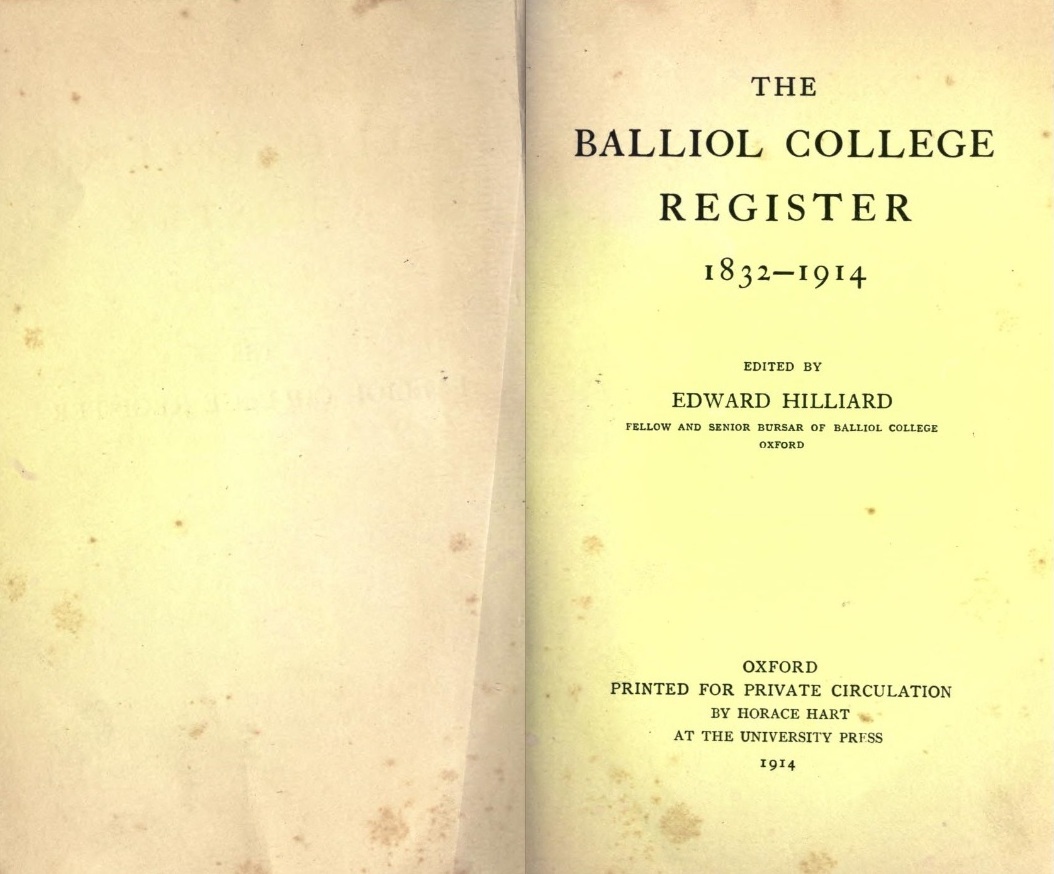 THE
BALLIOL COLLEGE
REGISTER
1832–1914
EDITED BY
EDWARD HILLIARD
FELLOW AND SENIOR BURSAR OF BALLIOL COLLEGE
OXFORD
OXFORD
PRINTED FOR PRIVATE CIRCULATION
BY HORACE HART
AT THE UNIVERSITY PRESS
1914